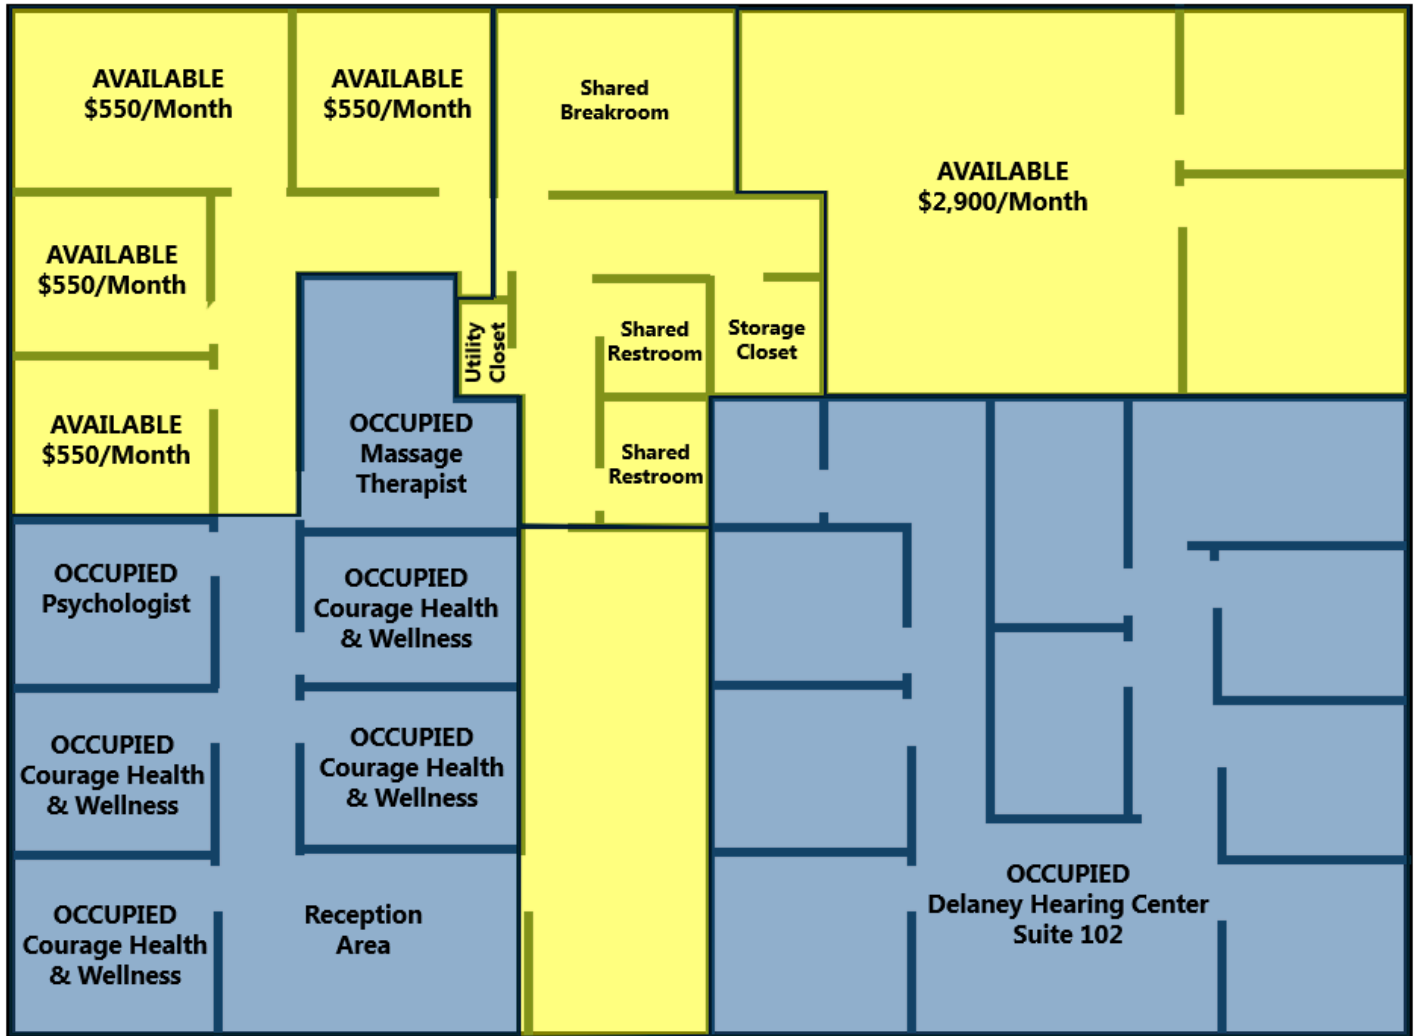 AVAILABLE
$550/Month
AVAILABLE
$550/Month
Shared
Breakroom
AVAILABLE
$2,900/Month
AVAILABLE
$550/Month
Utility
Closet
Shared
Restroom
Storage
Closet
AVAILABLE
$550/Month
OCCUPIED
Massage
Therapist
Shared
Restroom
OCCUPIED
Psychologist
OCCUPIED
Courage Health
& Wellness
OCCUPIED
Courage Health
& Wellness
OCCUPIED
Courage Health
& Wellness
OCCUPIED
Courage Health
& Wellness
Reception
Area
OCCUPIED
Delaney Hearing Center
Suite 102